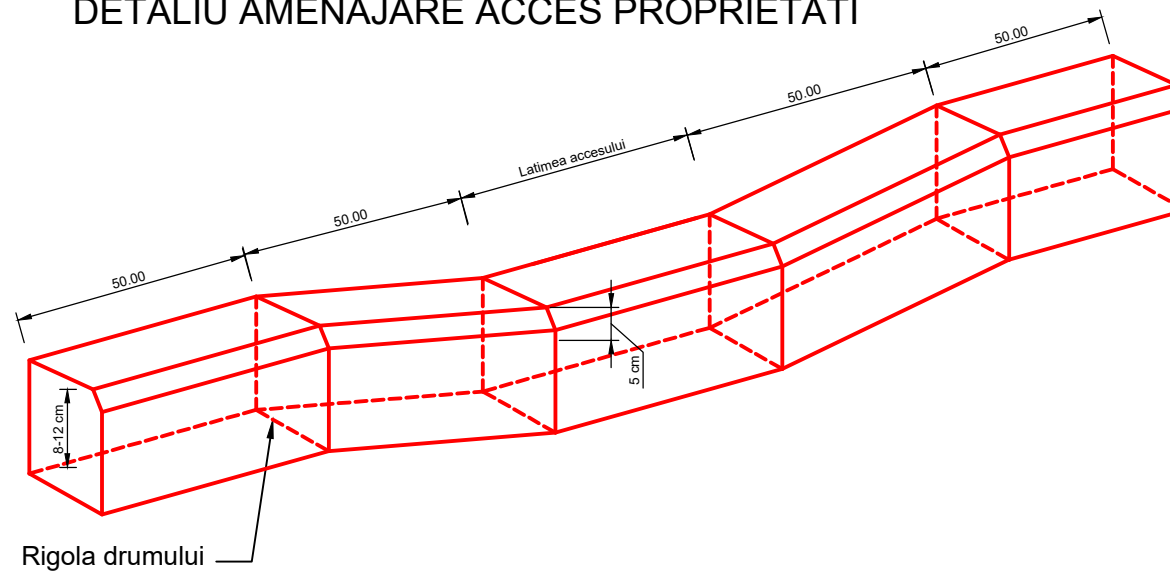 DETALIU AMENAJARE ACCES PROPRIETATI
50.00
50.00
Latimea accesului
50.00
50.00
5 cm
8-12 cm
Rigola drumului